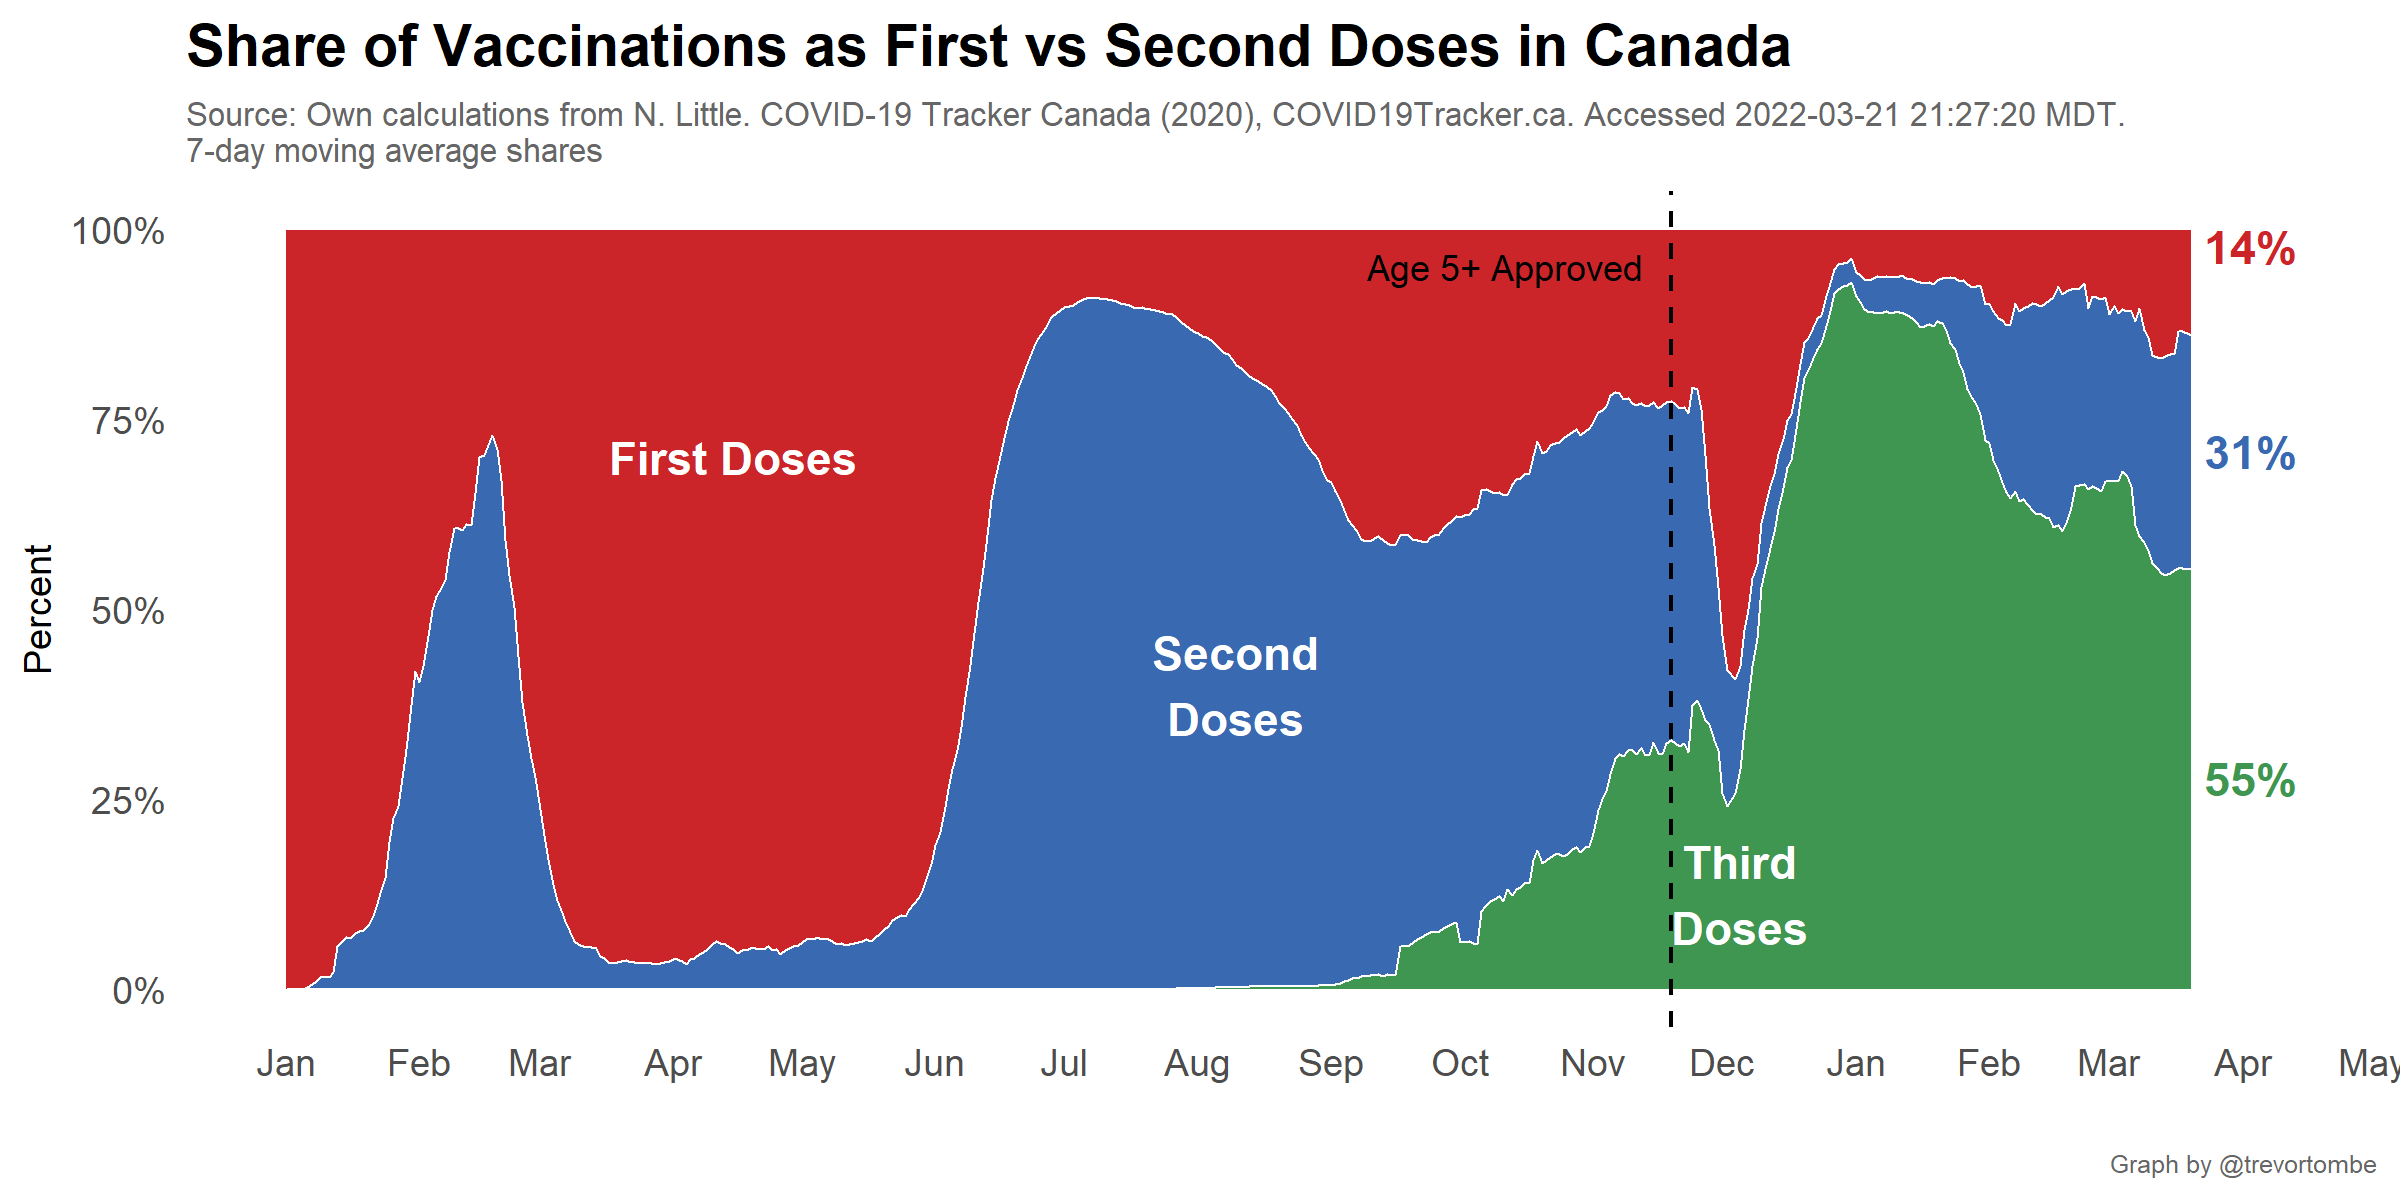 Share of Vaccinations as First vs Second Doses in Canada
Source: Own calculations from N. Little. COVID-19 Tracker Canada (2020), COVID19Tracker.ca. Accessed 2022-03-21 21:27:20 MDT.
7-day moving average shares
100%
75%
50%
25%
0%
Percent
Age 5+ Approved
First Doses
Second
Doses
Third
Doses
14%
31%
55%
Jan Feb Mar Apr May Jun Jul Aug Sep Oct Nov Dec Jan Feb Mar Apr May
Graph by @trevortombe